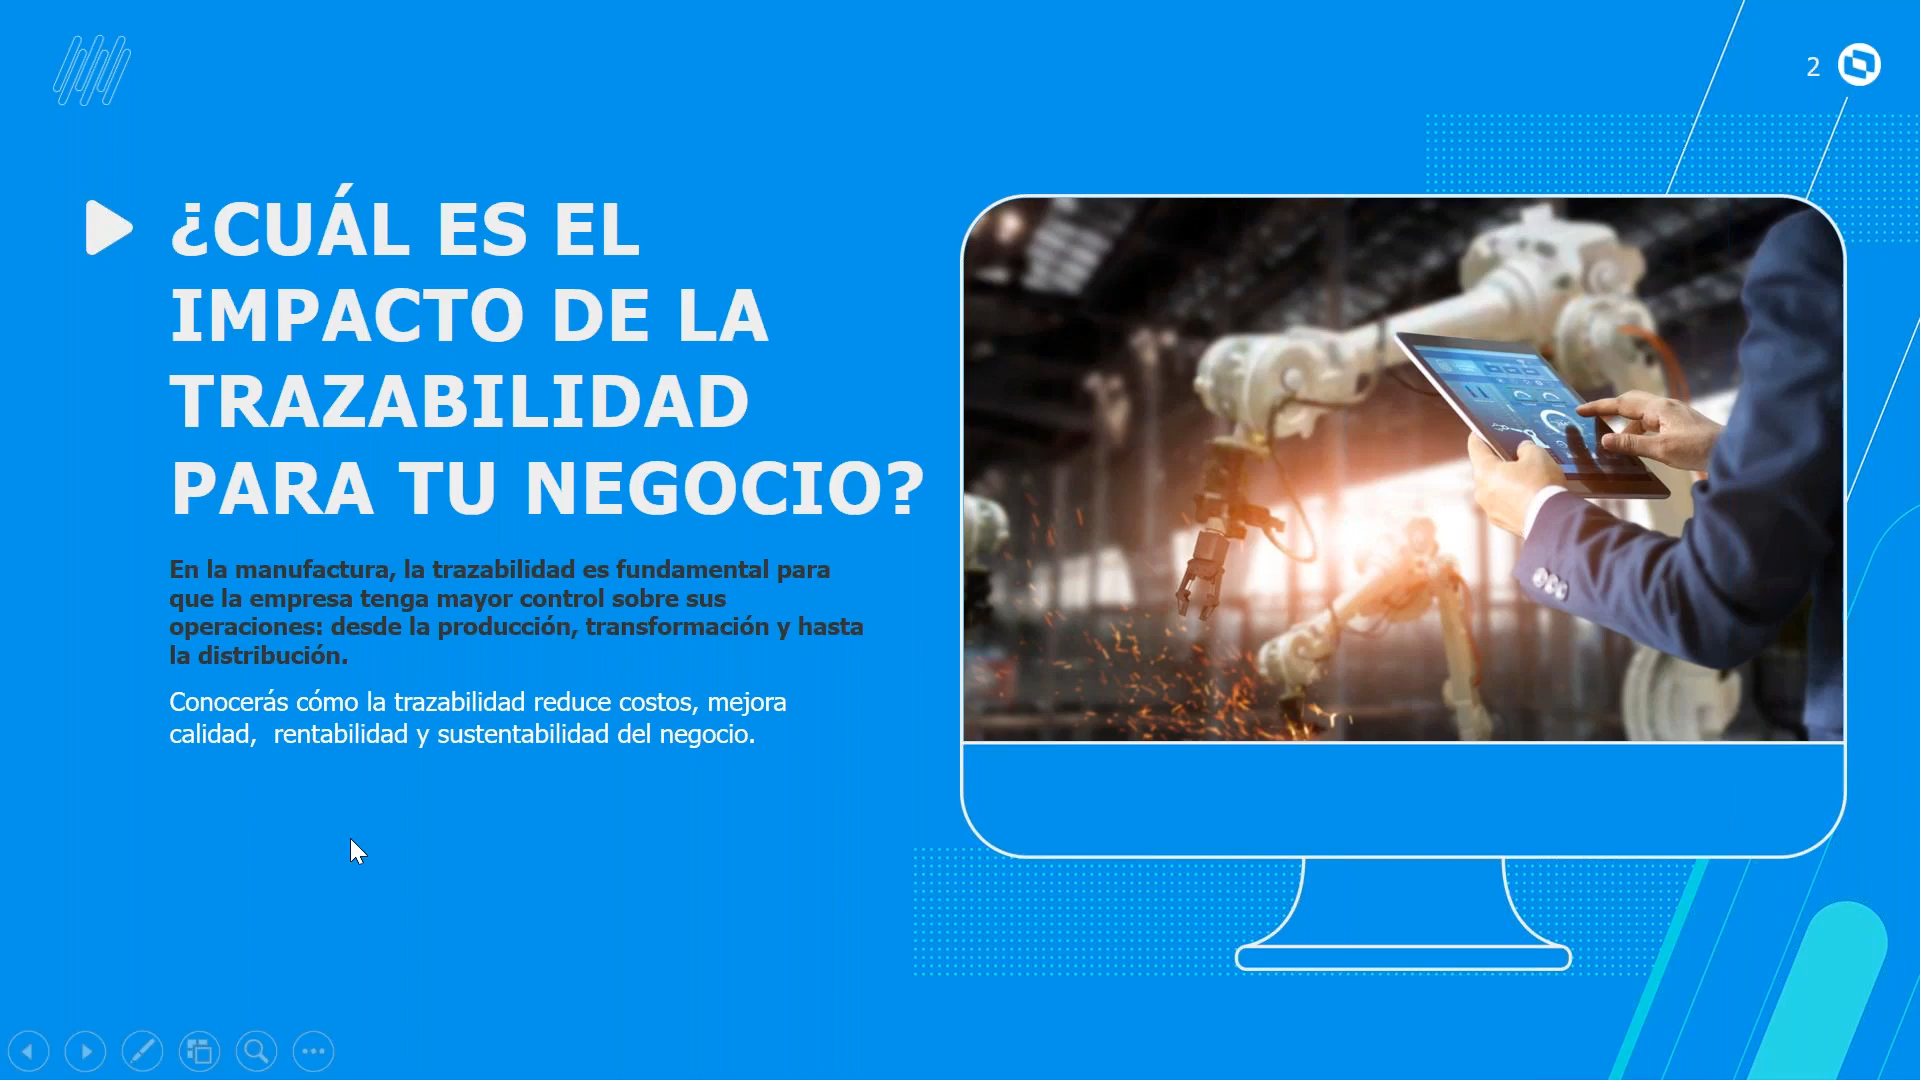 2
¿CUÁL ES EL
IMPACTO DE LA
TRAZABILIDAD
PARA TU NEGOCIO?
En la manufactura, la trazabilidad es fundamental para
que la empresa tenga mayor control sobre sus
operaciones: desde la producción, transformación y hasta
la distribución.
Conocerás cómo la trazabilidad reduce costos, mejora
calidad,  rentabilidad y sustentabilidad del negocio.